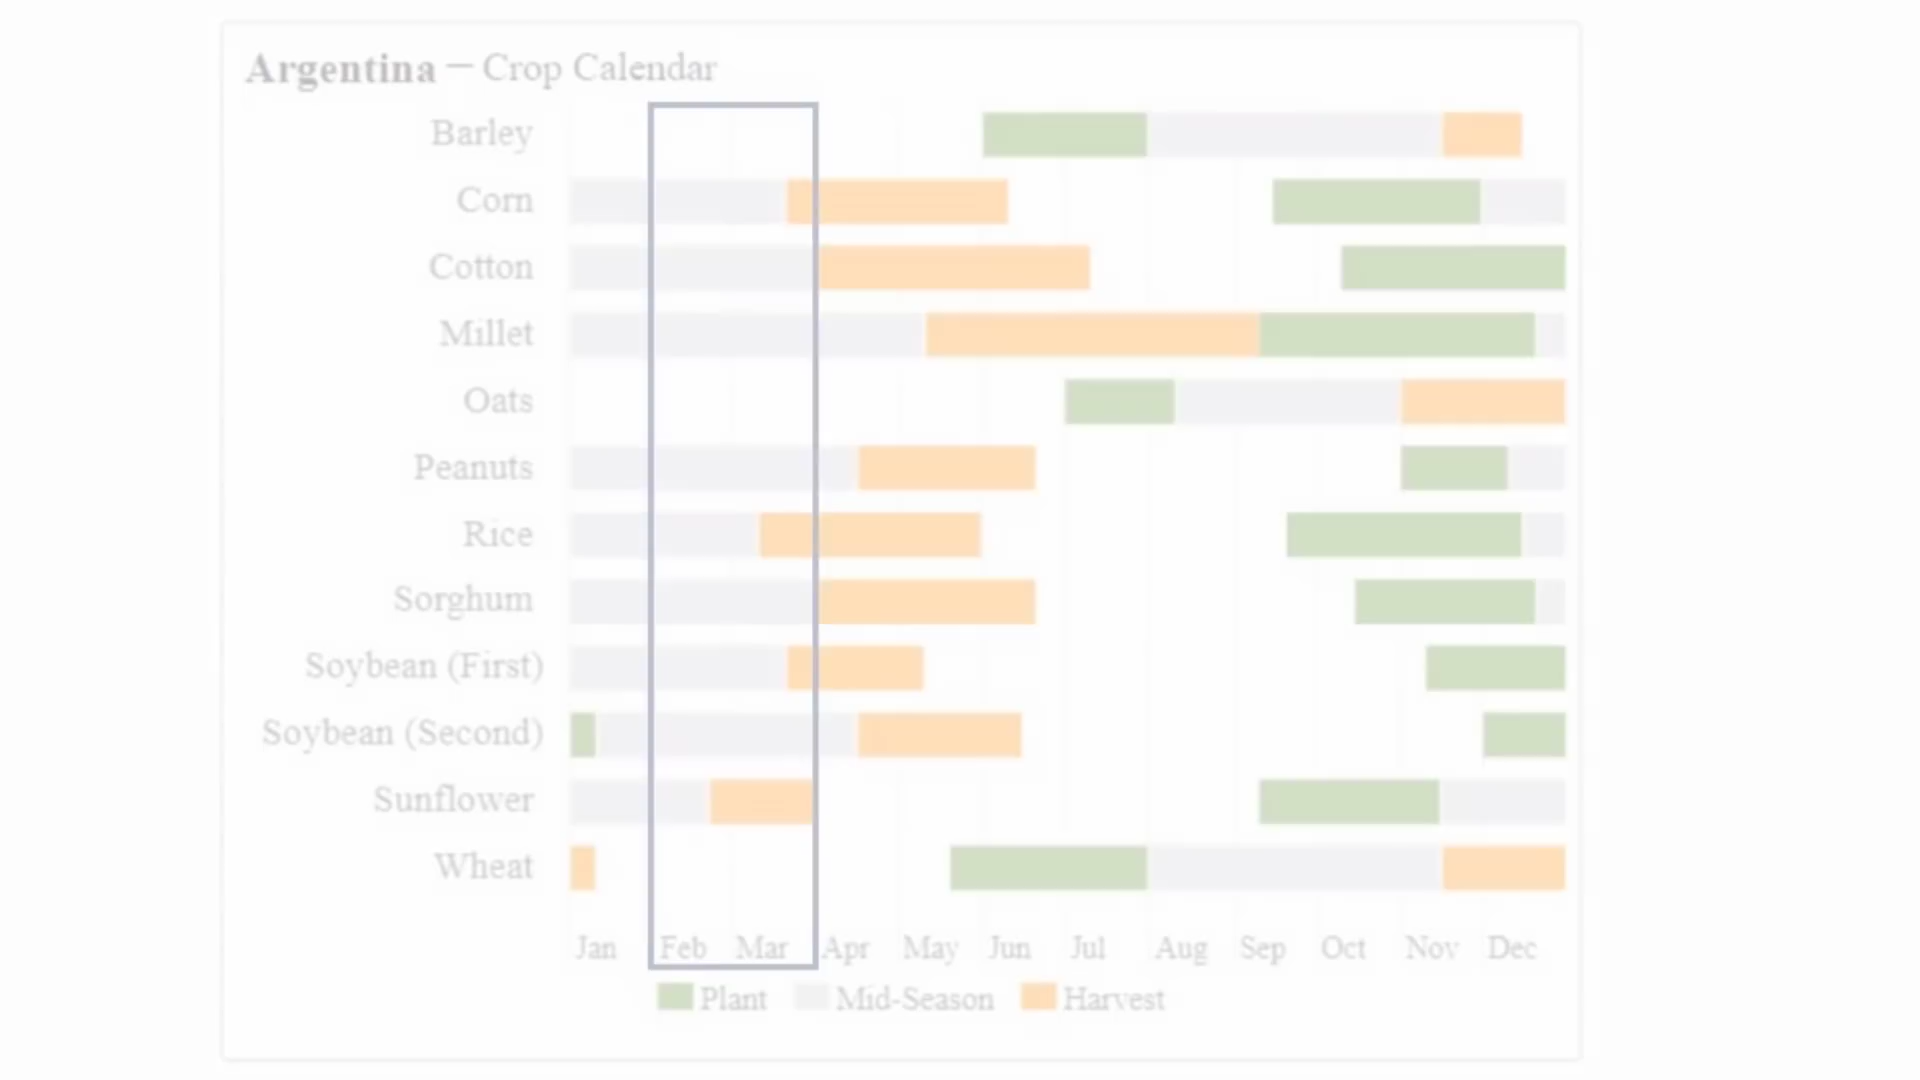 Argentina — Crop Calendar
Barley
Corn
Cotton
Millet
Oats
Peanuts
Rice
Sorghum
Soybean (First)
Soybean (Second)
Sunflower
Wheat
Jan Feb Mar Apr May Jun Jul Aug Sep Oct Nov Dec
Plant Mid-Season Harvest